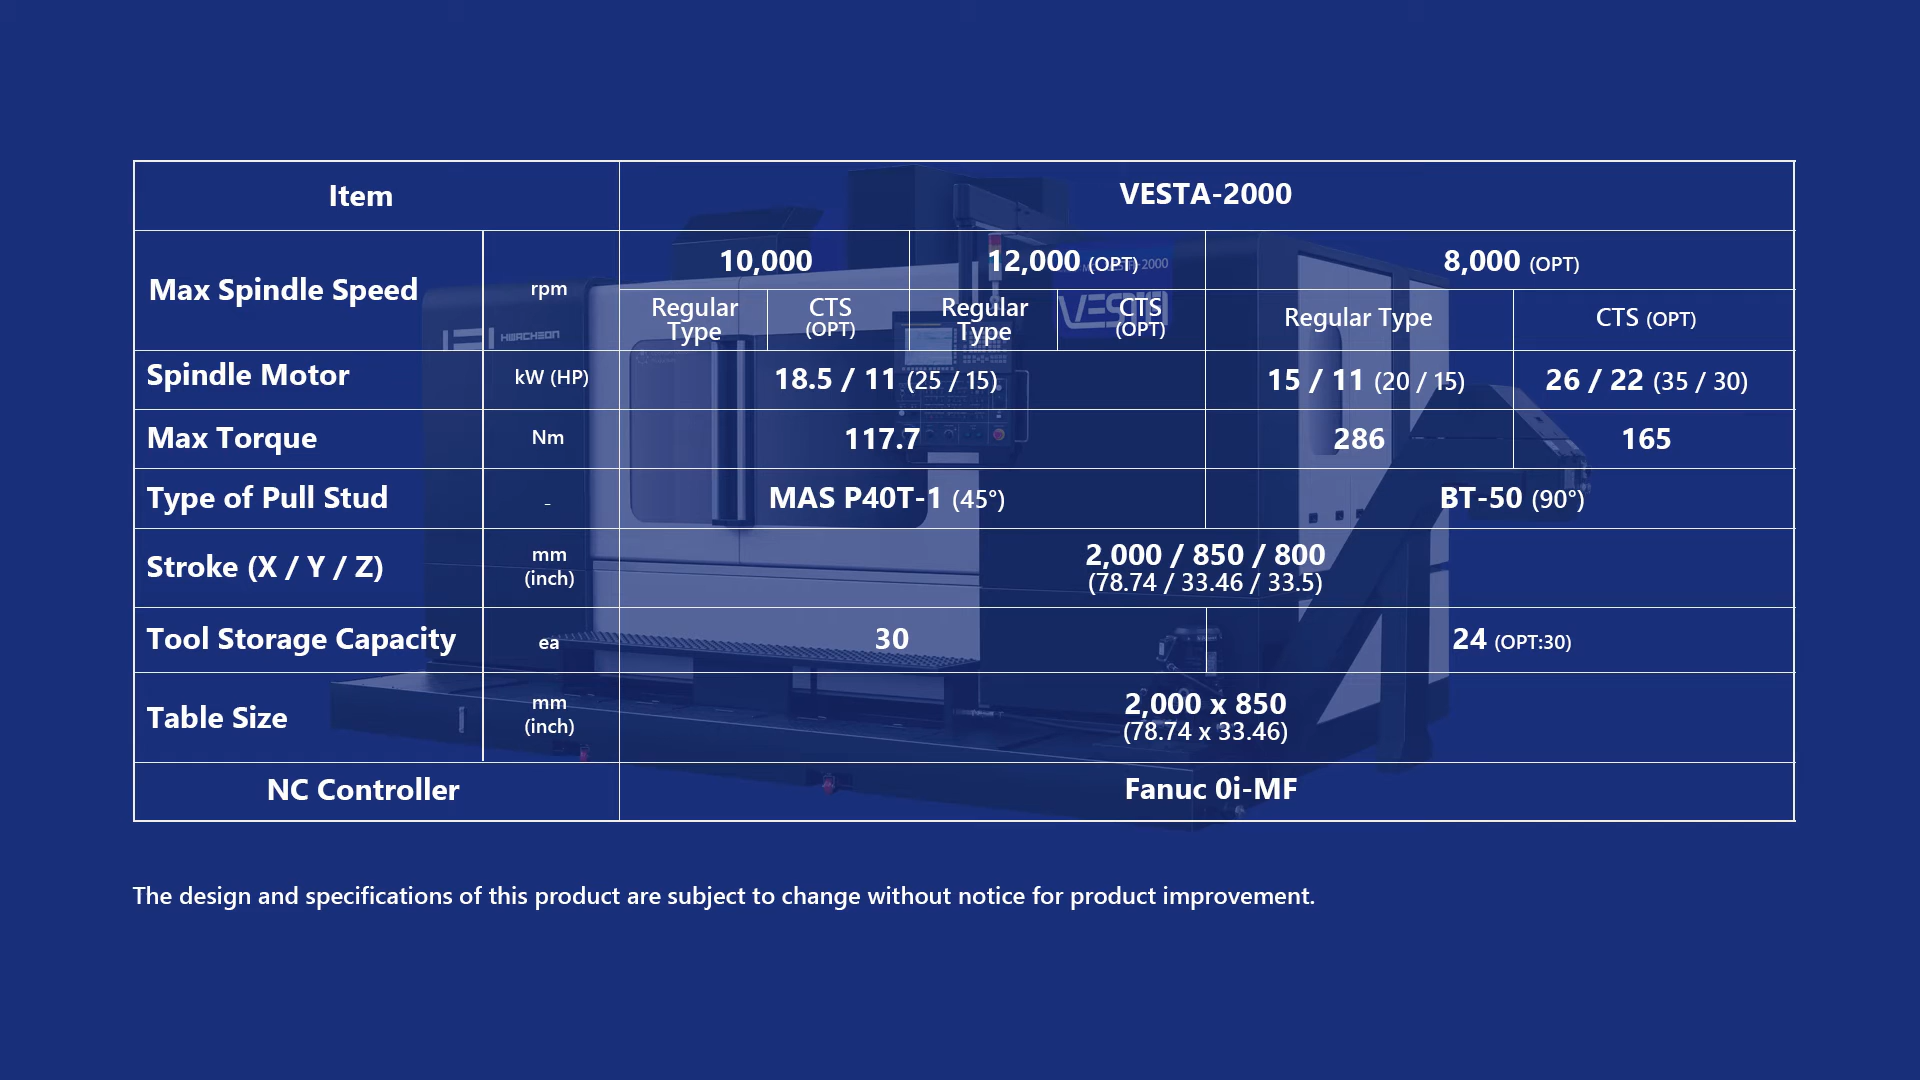 Item
VESTA-2000
Max Spindle Speed
rpm
10,000
12,000 (OPT)
8,000 (OPT)
Regular
Type
CTS
(OPT)
Regular
Type
CTS
(OPT)
Regular Type
CTS (OPT)
Spindle Motor
kW (HP)
18.5 / 11 (25 / 15)
15 / 11 (20 / 15)
26 / 22 (35 / 30)
Max Torque
Nm
117.7
286
165
Type of Pull Stud
-
MAS P40T-1 (45°)
BT-50 (90°)
Stroke (X / Y / Z)
mm
(inch)
2,000 / 850 / 800
(78.74 / 33.46 / 33.5)
Tool Storage Capacity
ea
30
24 (OPT:30)
Table Size
mm
(inch)
2,000 x 850
(78.74 x 33.46)
NC Controller
Fanuc 0i-MF
HWACHEON
VESTA
The design and specifications of this product are subject to change without notice for product improvement.